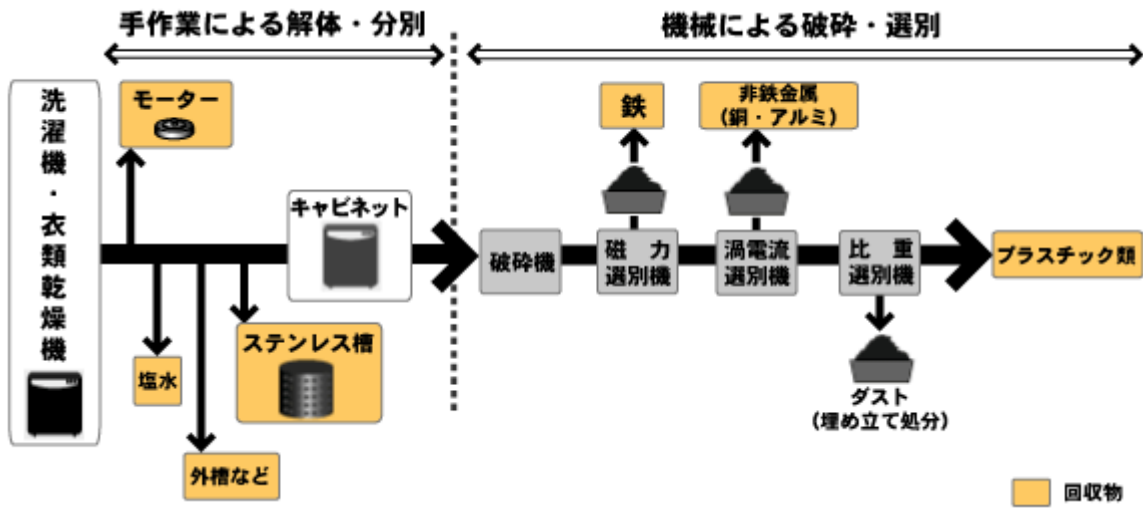 手作業による解体・分別
機械による破砕・選別
洗濯機・衣類乾燥機
モーター
鉄
非鉄金属
(銅・アルミ)
キャビネット
破砕機
磁力
選別機
渦電流
選別機
比重
選別機
プラスチック類
塩水
ステンレス槽
外槽など
ダスト
(埋め立て処分)
回収物